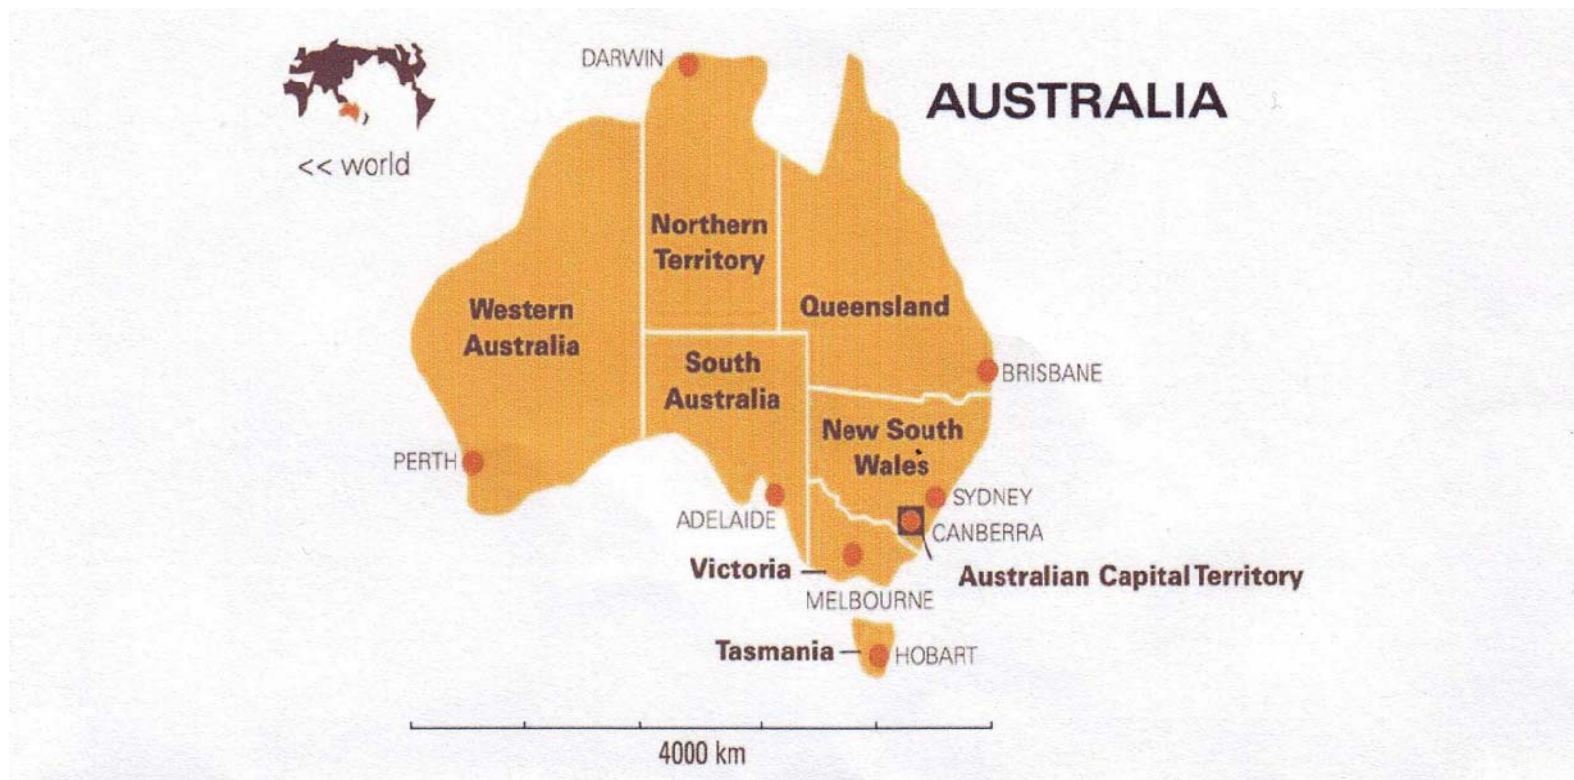 DARWIN
AUSTRALIA
<< world
Northern
Territory
Western
Australia
Queensland
South
Australia
BRISBANE
New South
Wales
PERTH
SYDNEY
ADELAIDE
CANBERRA
Victoria
Australian Capital Territory
MELBOURNE
Tasmania
HOBART
4000 km